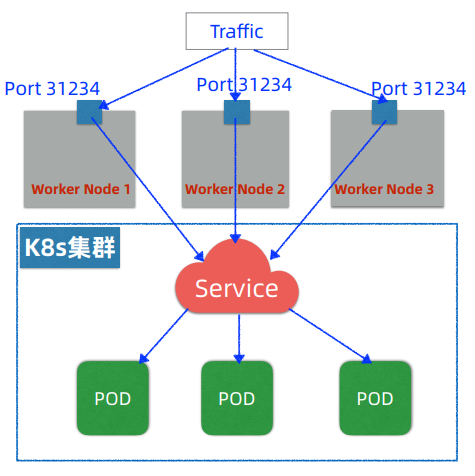 Traffic
Port 31234
Port 31234
Port 31234
Worker Node 1
Worker Node 2
Worker Node 3
K8s集群
Service
POD
POD
POD